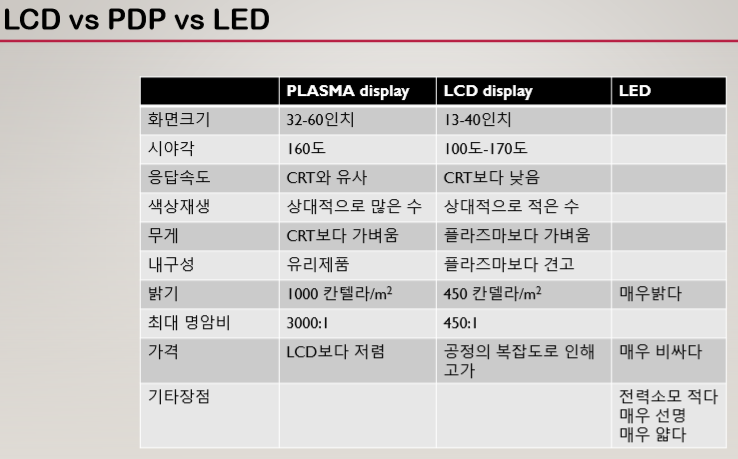 LCD vs PDP vs LED
PLASMA display LCD display LED
화면크기 32-60인치 13-40인치
시야각 160도 100도-170도
응답속도 CRT와 유사 CRT보다 낮음
색상재생 상대적으로 많은 수 상대적으로 적은 수
무게 CRT보다 가벼움 플라즈마보다 가벼움
내구성 유리제품 플라즈마보다 견고
밝기 1000 칸텔라/m² 450 칸델라/m² 매우밝다
최대 명암비 3000:1 450:1
가격 LCD보다 저렴 공정의 복잡도로 인해 매우 비싸다
고가
기타장점 전력소모 적다
매우 선명
매우 얇다